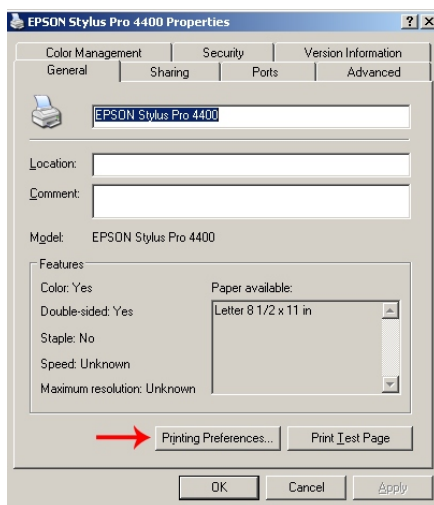 EPSON Stylus Pro 4400 Properties
? X
Color Management Security Version Information
General Sharing Ports Advanced
EPSON Stylus Pro 4400
Location:
Comment:
Model: EPSON Stylus Pro 4400
Features
Color: Yes Paper available:
Double-sided: Yes Letter 8 1/2 x 11 in
Staple: No
Speed: Unknown
Maximum resolution: Unknown
Printing Preferences... Print Test Page
OK Cancel Apply